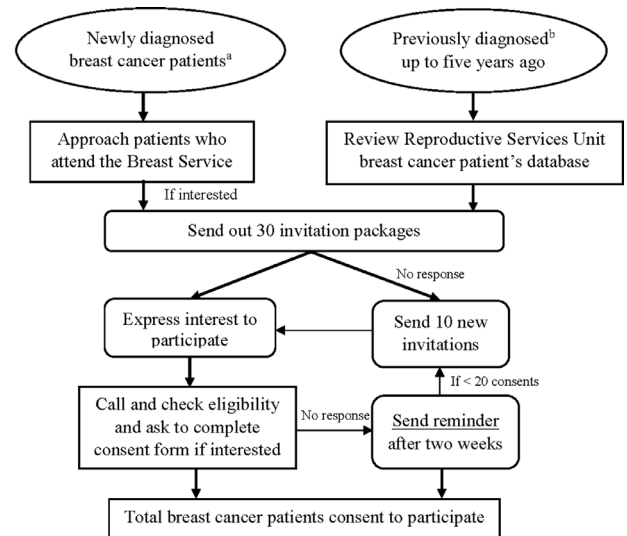 Newly diagnosed
breast cancer patientsᵃ
Previously diagnosedᵇ
up to five years ago
Approach patients who
attend the Breast Service
Review Reproductive Services Unit
breast cancer patient's database
If interested
Send out 30 invitation packages
No response
Express interest to
participate
Send 10 new
invitations
If < 20 consents
Call and check eligibility
and ask to complete
consent form if interested
No response
Send reminder
after two weeks
Total breast cancer patients consent to participate